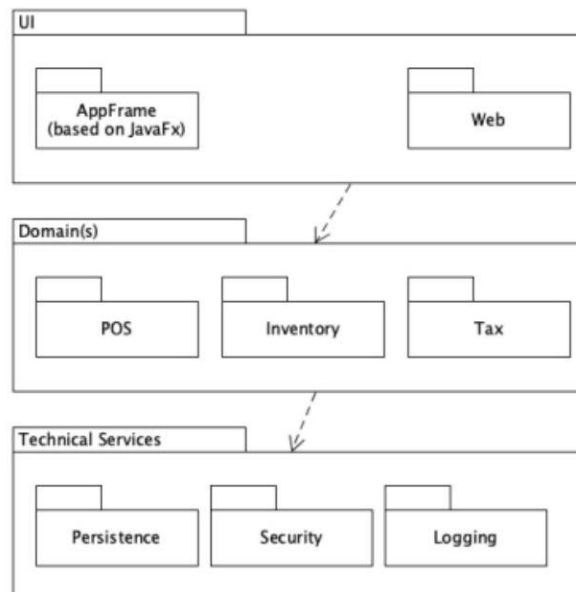 UI
AppFrame
(based on JavaFx)
Web
Domain(s)
POS
Inventory
Tax
Technical Services
Persistence
Security
Logging